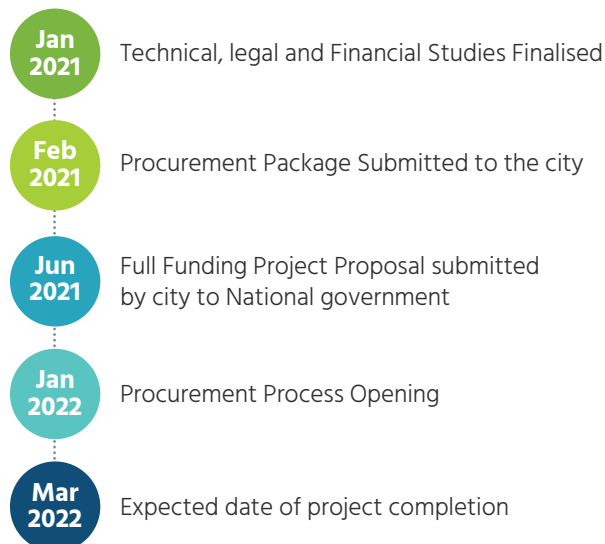 Jan
2021
Technical, legal and Financial Studies Finalised
Feb
2021
Procurement Package Submitted to the city
Jun
2021
Full Funding Project Proposal submitted
by city to National government
Jan
2022
Procurement Process Opening
Mar
2022
Expected date of project completion